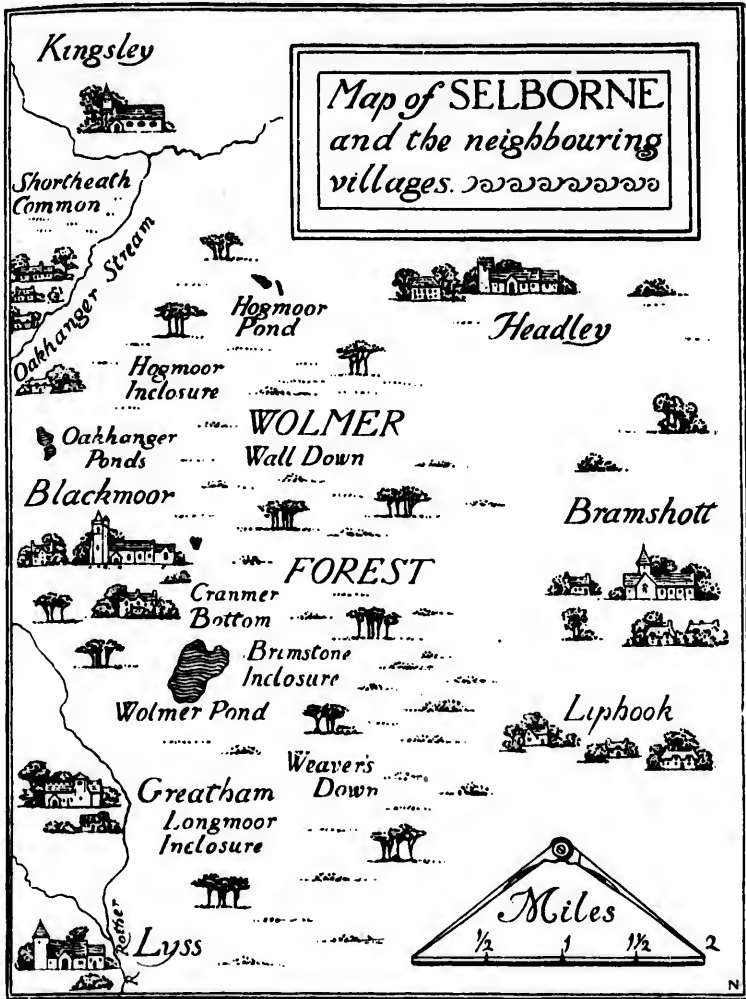 Kingsley
Map of SELBORNE
and the neighbouring
villages.
Shortheath
Common
Oakhanger Stream
Hogmoor
Pond
Headley
Hogmoor
Inclosure
WOLMER
Oakhanger
Ponds
Wall Down
Blackmoor
Bramshott
FOREST
Cranmer
Bottom
Brimstone
Inclosure
Wolmer Pond
Liphook
Weaver's
Down
Greatham
Longmoor
Inclosure
Miles
½ 1 1½ 2
R. Rother
Lyss
N